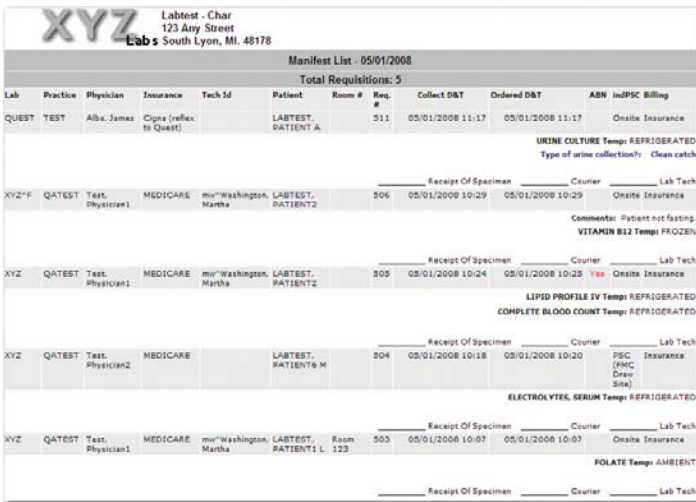 XYZ Labs
Labtest - Char
123 Any Street
South Lyon, MI. 48178
Manifest List - 05/01/2008
Total Requisitions: 5
Lab Practice Physician Insurance Tech Id Patient Room # Req. # Collect D&T Ordered D&T ABN indPSC Billing
QUEST TEST Alba, James Cigna (reflex to Quest) LABTEST, PATIENT A 511 05/01/2008 11:17 05/01/2008 11:17 Onsite Insurance
URINE CULTURE Temp: REFRIGERATED
Type of urine collection?: Clean catch
Receipt Of Specimen Courier Lab Tech
XYZ^F QATEST Test, Physician1 MEDICARE mw^Washington, Martha LABTEST, PATIENT2 506 05/01/2008 10:29 05/01/2008 10:29 Onsite Insurance
Comments: Patient not fasting.
VITAMIN B12 Temp: FROZEN
Receipt Of Specimen Courier Lab Tech
XYZ QATEST Test, Physician1 MEDICARE mw^Washington, Martha LABTEST, PATIENT2 505 05/01/2008 10:24 05/01/2008 10:25 Yes Onsite Insurance
LIPID PROFILE IV Temp: REFRIGERATED
COMPLETE BLOOD COUNT Temp: REFRIGERATED
Receipt Of Specimen Courier Lab Tech
XYZ QATEST Test, Physician2 MEDICARE LABTEST, PATIENT6 M 504 05/01/2008 10:18 05/01/2008 10:20 PSC (FMC Draw Site) Insurance
ELECTROLYTES, SERUM Temp: REFRIGERATED
Receipt Of Specimen Courier Lab Tech
XYZ QATEST Test, Physician1 MEDICARE mw^Washington, Martha LABTEST, PATIENT1 L Room 123 503 05/01/2008 10:07 05/01/2008 10:07 Onsite Insurance
FOLATE Temp: AMBIENT
Receipt Of Specimen Courier Lab Tech